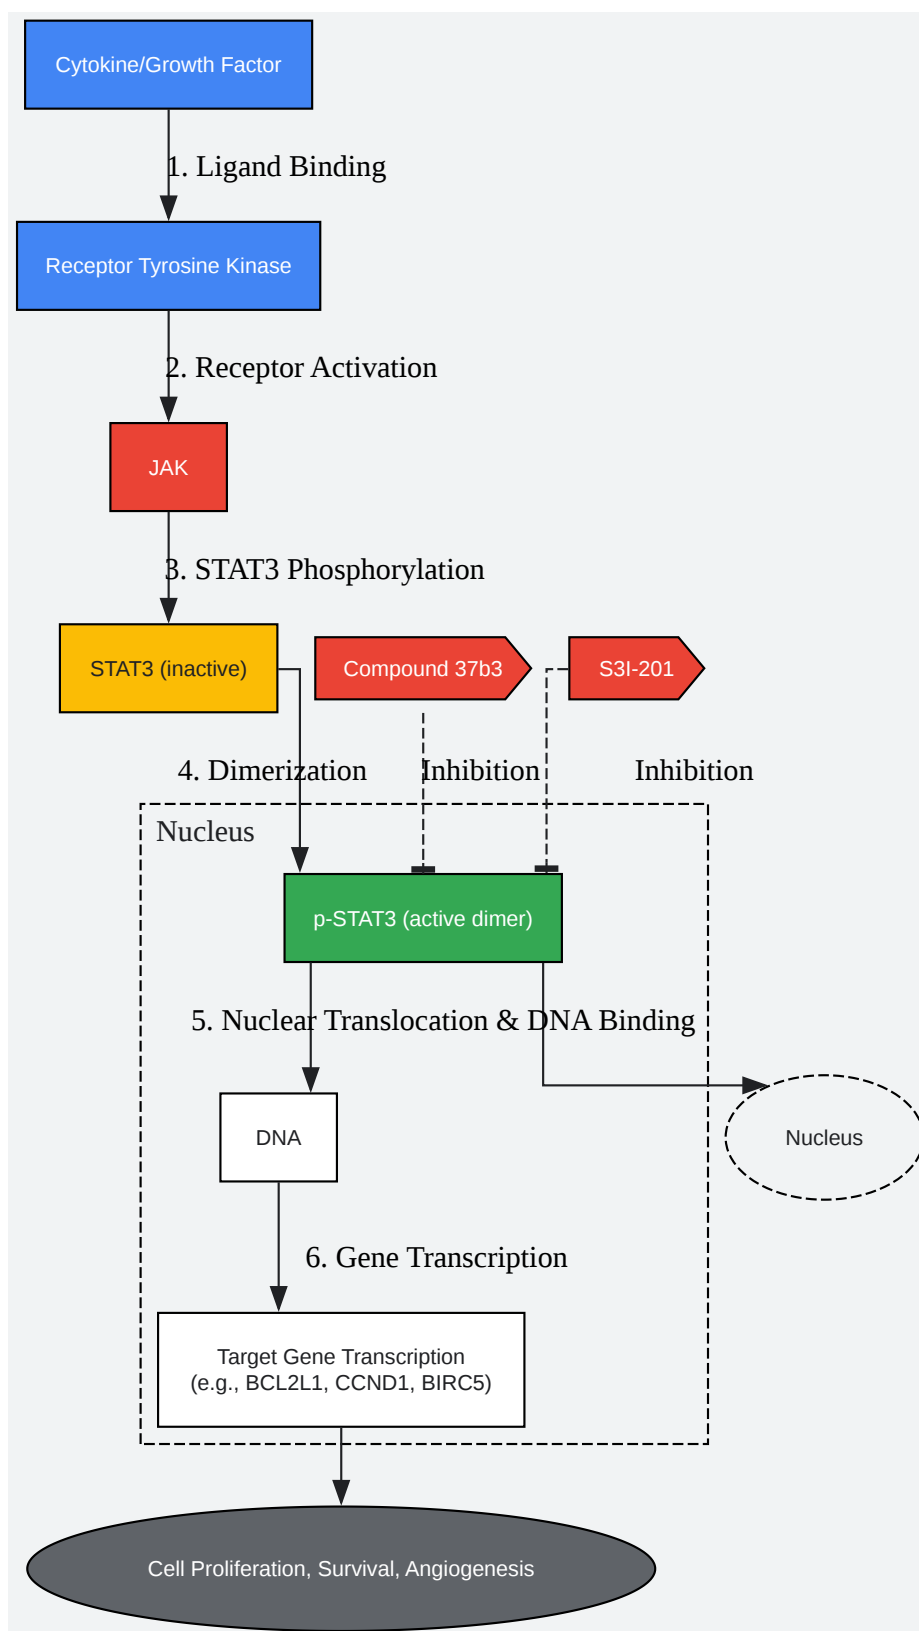 Cytokine/Growth Factor
1. Ligand Binding
Receptor Tyrosine Kinase
2. Receptor Activation
JAK
3. STAT3 Phosphorylation
STAT3 (inactive)
Compound 37b3
S3I-201
4. Dimerization
Inhibition
Inhibition
Nucleus
p-STAT3 (active dimer)
5. Nuclear Translocation & DNA Binding
DNA
Nucleus
6. Gene Transcription
Target Gene Transcription
(e.g., BCL2L1, CCND1, BIRC5)
Cell Proliferation, Survival, Angiogenesis